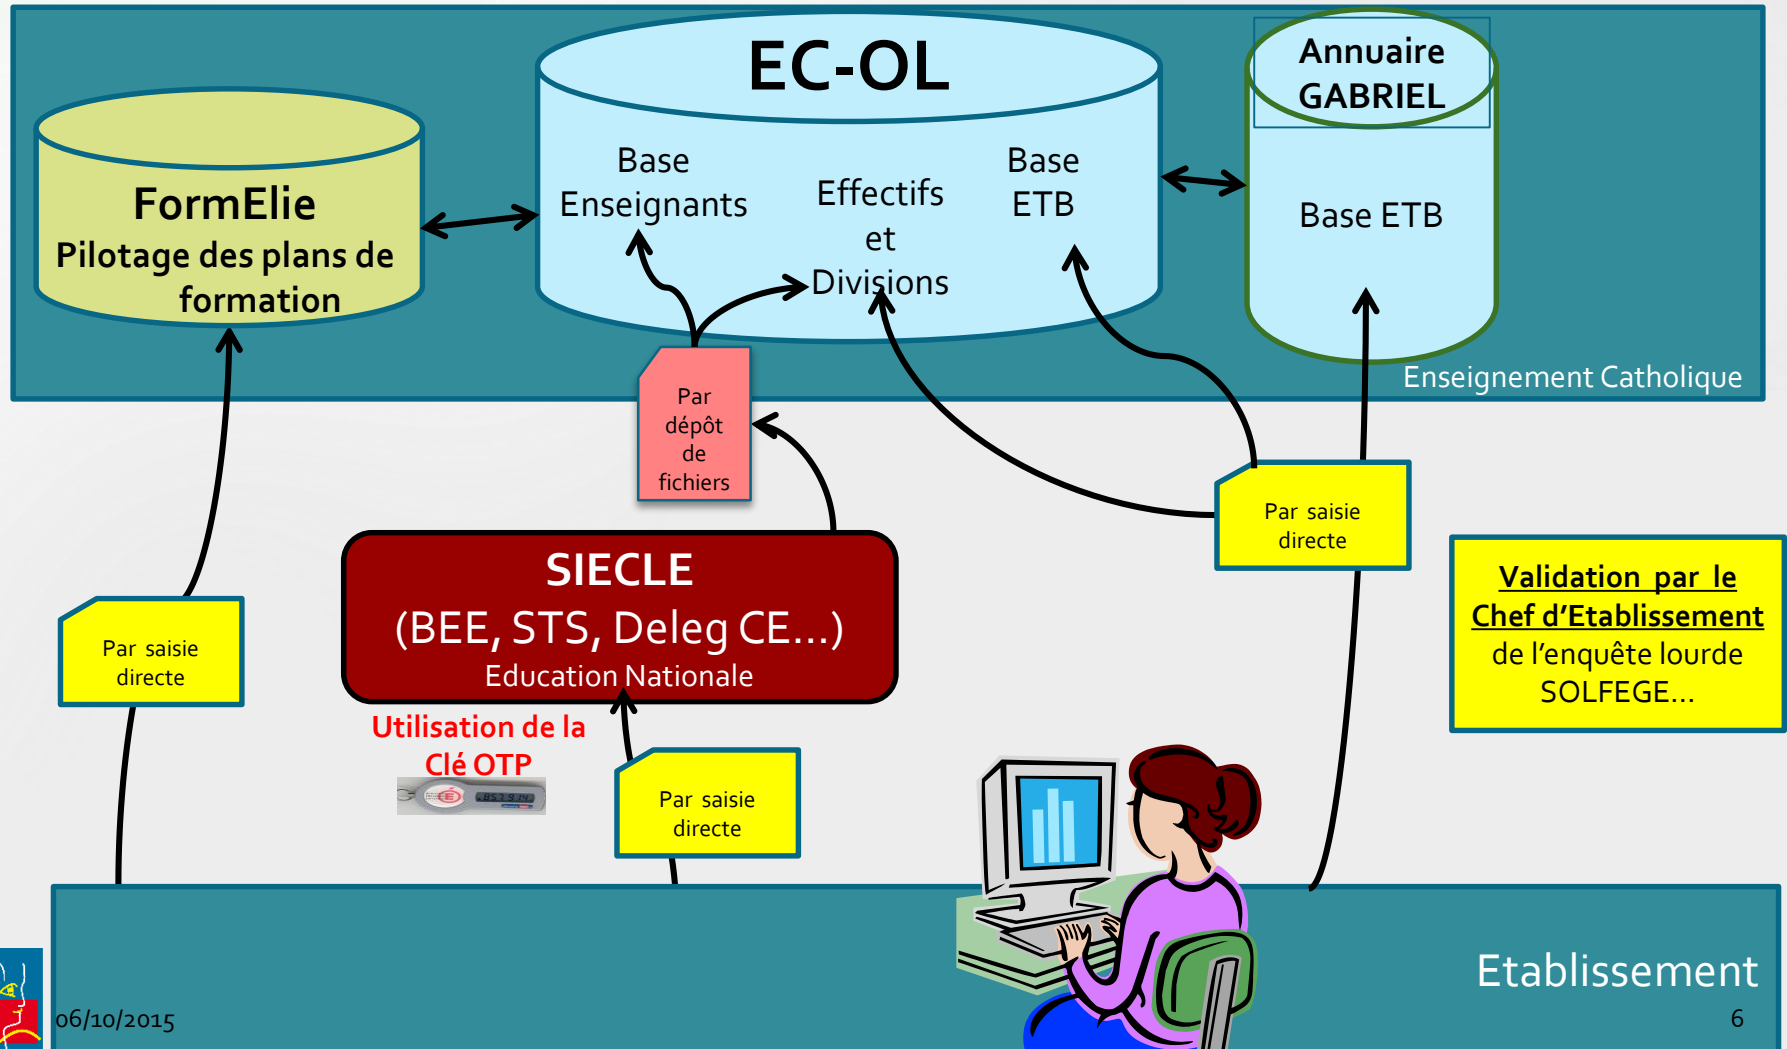 EC-OL
Annuaire
GABRIEL
Base
Enseignants
Effectifs
et
Divisions
Base
ETB
Base ETB
FormElie
Pilotage des plans de
formation
Enseignement Catholique
Par
dépôt
de
fichiers
Par saisie
directe
SIECLE
(BEE, STS, Deleg CE...)
Education Nationale
Validation par le
Chef d'Etablissement
de l'enquête lourde
SOLFEGE...
Par saisie
directe
Utilisation de la
Clé OTP
Par saisie
directe
Etablissement
06/10/2015
6